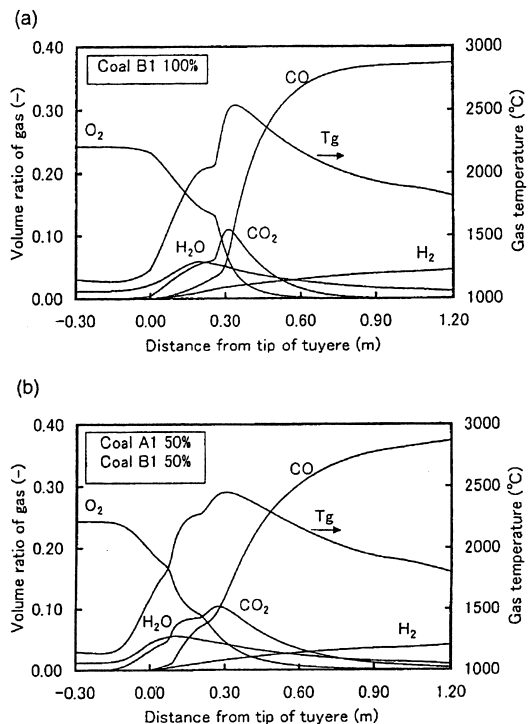 (a)
Coal B1 100%
0.40
0.30
0.20
0.10
0.00
Volume ratio of gas (-)
3000
2500
2000
1500
1000
Gas temperature (℃)
O2
CO
Tg
H2O
CO2
H2
-0.30 0.00 0.30 0.60 0.90 1.20
Distance from tip of tuyere (m)
(b)
Coal A1 50%
Coal B1 50%
0.40
0.30
0.20
0.10
0.00
Volume ratio of gas (-)
3000
2500
2000
1500
1000
Gas temperature (℃)
O2
CO
Tg
H2O
CO2
H2
-0.30 0.00 0.30 0.60 0.90 1.20
Distance from tip of tuyere (m)